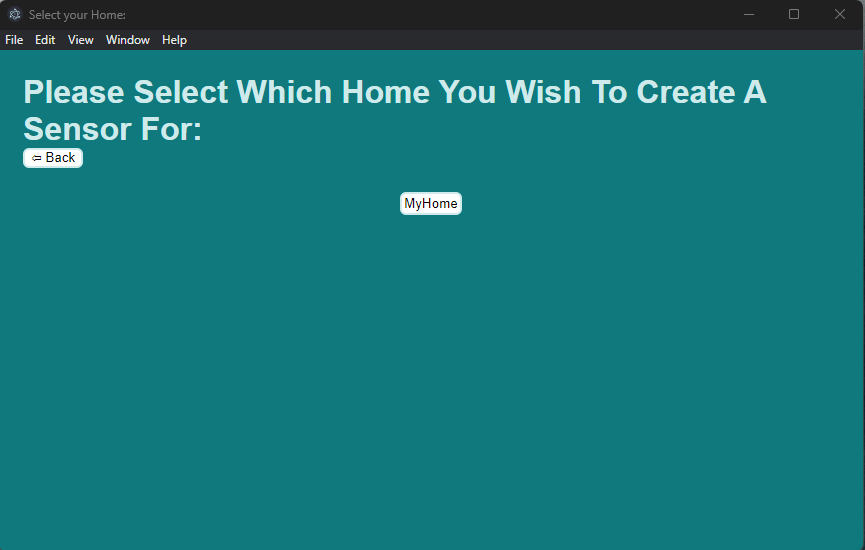 Select your Home:
File Edit View Window Help
Please Select Which Home You Wish To Create A
Sensor For:
⇦ Back
MyHome